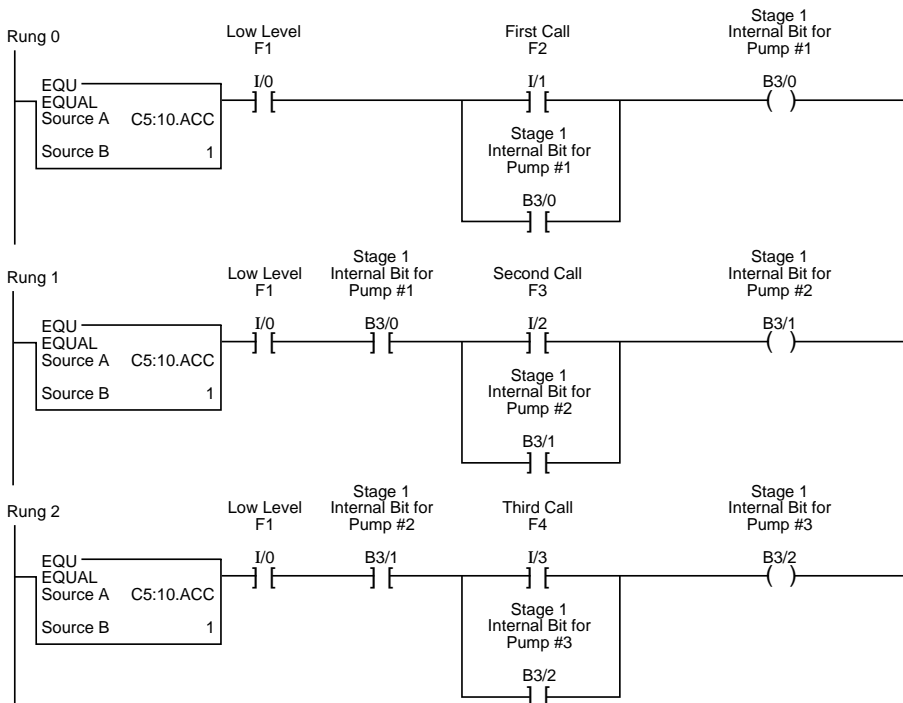 Rung 0
Low Level
F1
First Call
F2
Stage 1
Internal Bit for
Pump #1
EQU
EQUAL
Source A C5:10.ACC
Source B 1
I/0
I/1
B3/0
Stage 1
Internal Bit for
Pump #1
B3/0
Rung 1
Low Level
F1
Stage 1
Internal Bit for
Pump #1
Second Call
F3
Stage 1
Internal Bit for
Pump #2
EQU
EQUAL
Source A C5:10.ACC
Source B 1
I/0
B3/0
I/2
B3/1
Stage 1
Internal Bit for
Pump #2
B3/1
Rung 2
Low Level
F1
Stage 1
Internal Bit for
Pump #2
Third Call
F4
Stage 1
Internal Bit for
Pump #3
EQU
EQUAL
Source A C5:10.ACC
Source B 1
I/0
B3/1
I/3
B3/2
Stage 1
Internal Bit for
Pump #3
B3/2